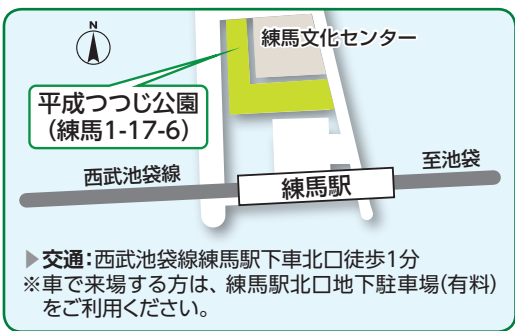 N
練馬文化センター
平成つつじ公園
(練馬1-17-6)
西武池袋線
至池袋
練馬駅
▶交通:西武池袋線練馬駅下車北口徒歩1分
※車で来場する方は、練馬駅北口地下駐車場(有料)
をご利用ください。